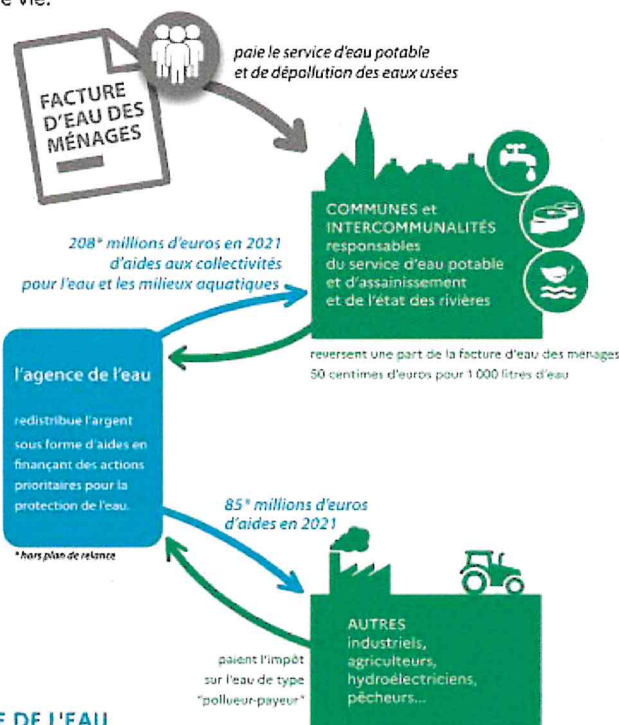 e vie.
paie le service d'eau potable
et de dépollution des eaux usées
FACTURE
D'EAU DES
MÉNAGES
COMMUNES et
INTERCOMMUNALITÉS
responsables
du service d'eau potable
et d'assainissement
et de l'état des rivières
208* millions d'euros en 2021
d'aides aux collectivités
pour l'eau et les milieux aquatiques
reversent une part de la facture d'eau des ménages
50 centimes d'euros pour 1 000 litres d'eau
l'agence de l'eau
redistribue l'argent
sous forme d'aides en
finançant des actions
prioritaires pour la
protection de l'eau.
* hors plan de relance
85* millions d'euros
d'aides en 2021
AUTRES
industriels,
agriculteurs,
hydroélectriciens,
pêcheurs...
paient l'impôt
sur l'eau de type
"pollueur-payeur"
E DE L'EAU